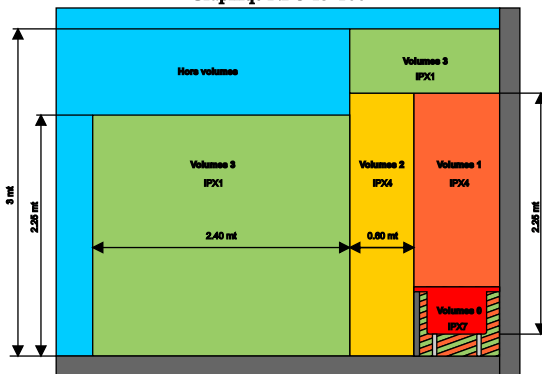 Hors volumes
Volumes 3
IPX1
Volumes 3
IPX1
Volumes 2
IPX4
Volumes 1
IPX4
3 mt
2.25 mt
2.40 mt
0.60 mt
2.25 mt
Volumes 0
IPX7